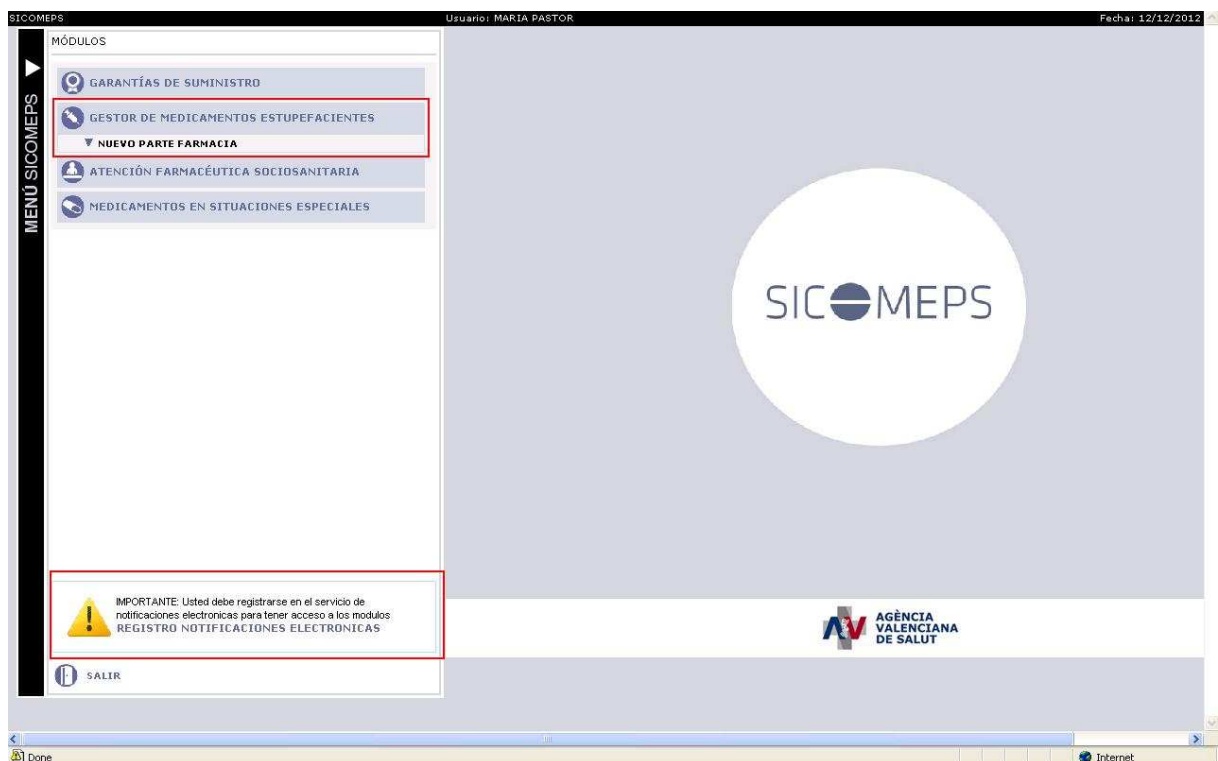 SICOMEPS Usuario: MARIA PASTOR Fecha: 12/12/2012
MENÚ SICOMEPS
MÓDULOS
GARANTÍAS DE SUMINISTRO
GESTOR DE MEDICAMENTOS ESTUPEFACIENTES
NUEVO PARTE FARMACIA
ATENCIÓN FARMACÉUTICA SOCIOSANITARIA
MEDICAMENTOS EN SITUACIONES ESPECIALES
SICOMEPS
IMPORTANTE: Usted debe registrarse en el servicio de
notificaciones electronicas para tener acceso a los modulos
REGISTRO NOTIFICACIONES ELECTRONICAS
AGÈNCIA
VALENCIANA
DE SALUT
SALIR
Done Internet